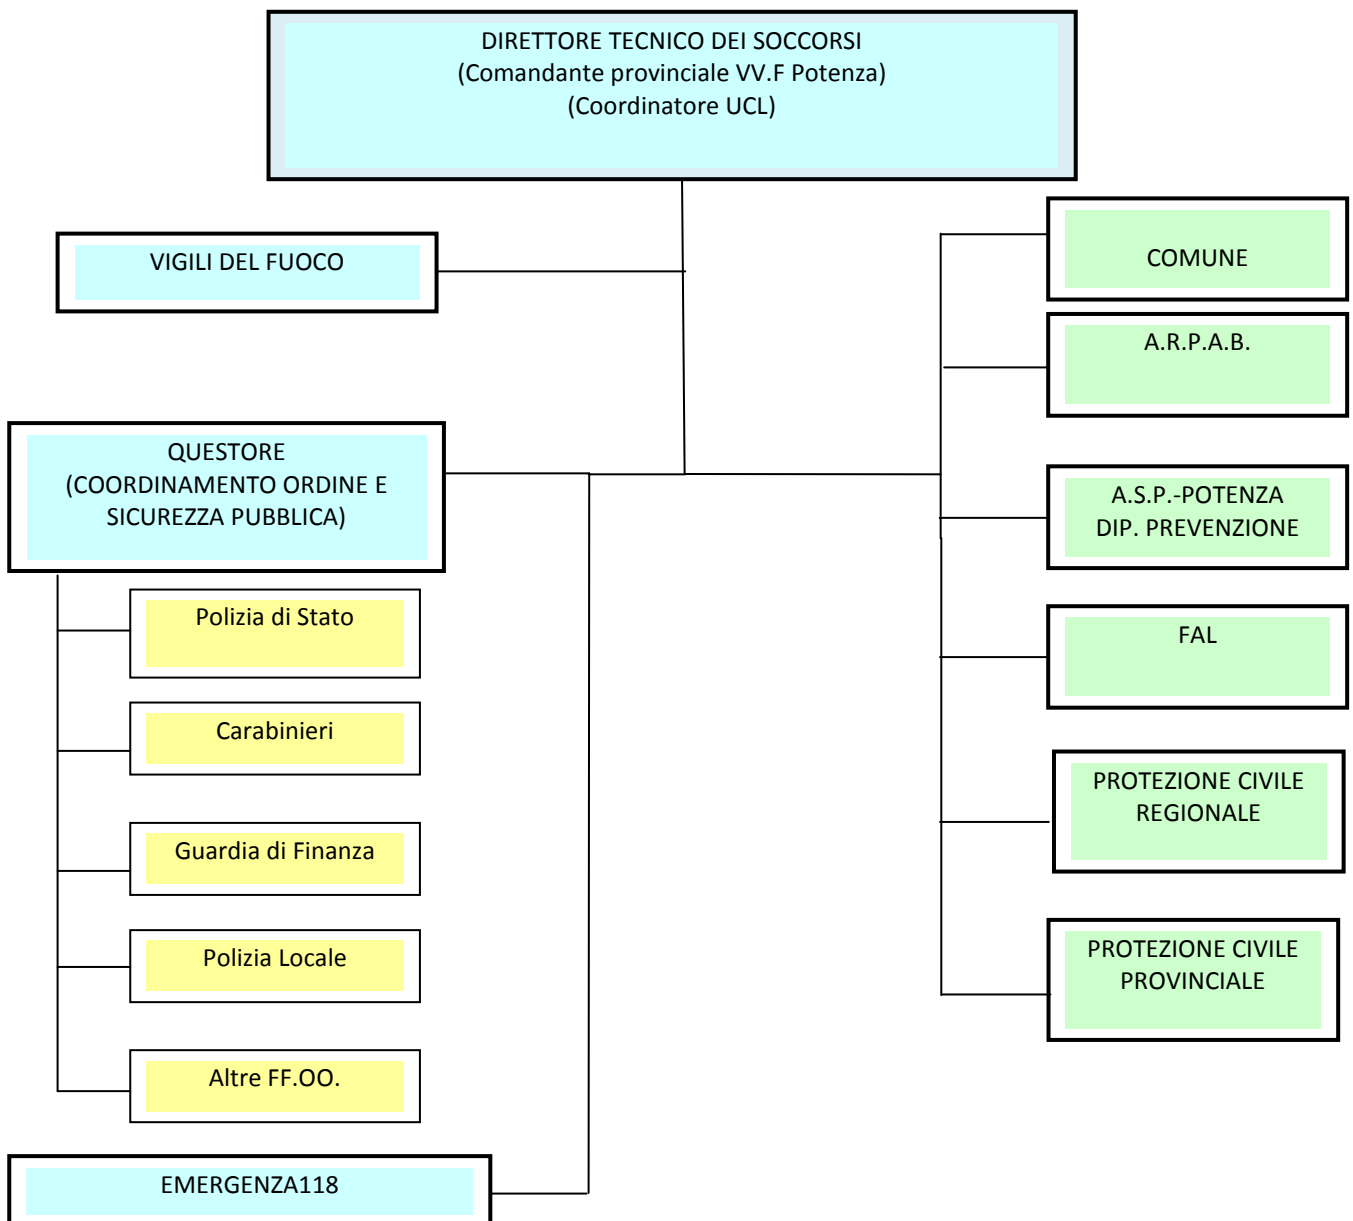 DIRETTORE TECNICO DEI SOCCORSI
(Comandante provinciale VV.F Potenza)
(Coordinatore UCL)
VIGILI DEL FUOCO
COMUNE
A.R.P.A.B.
QUESTORE
(COORDINAMENTO ORDINE E
SICUREZZA PUBBLICA)
A.S.P.-POTENZA
DIP. PREVENZIONE
Polizia di Stato
FAL
Carabinieri
PROTEZIONE CIVILE
REGIONALE
Guardia di Finanza
Polizia Locale
PROTEZIONE CIVILE
PROVINCIALE
Altre FF.OO.
EMERGENZA118